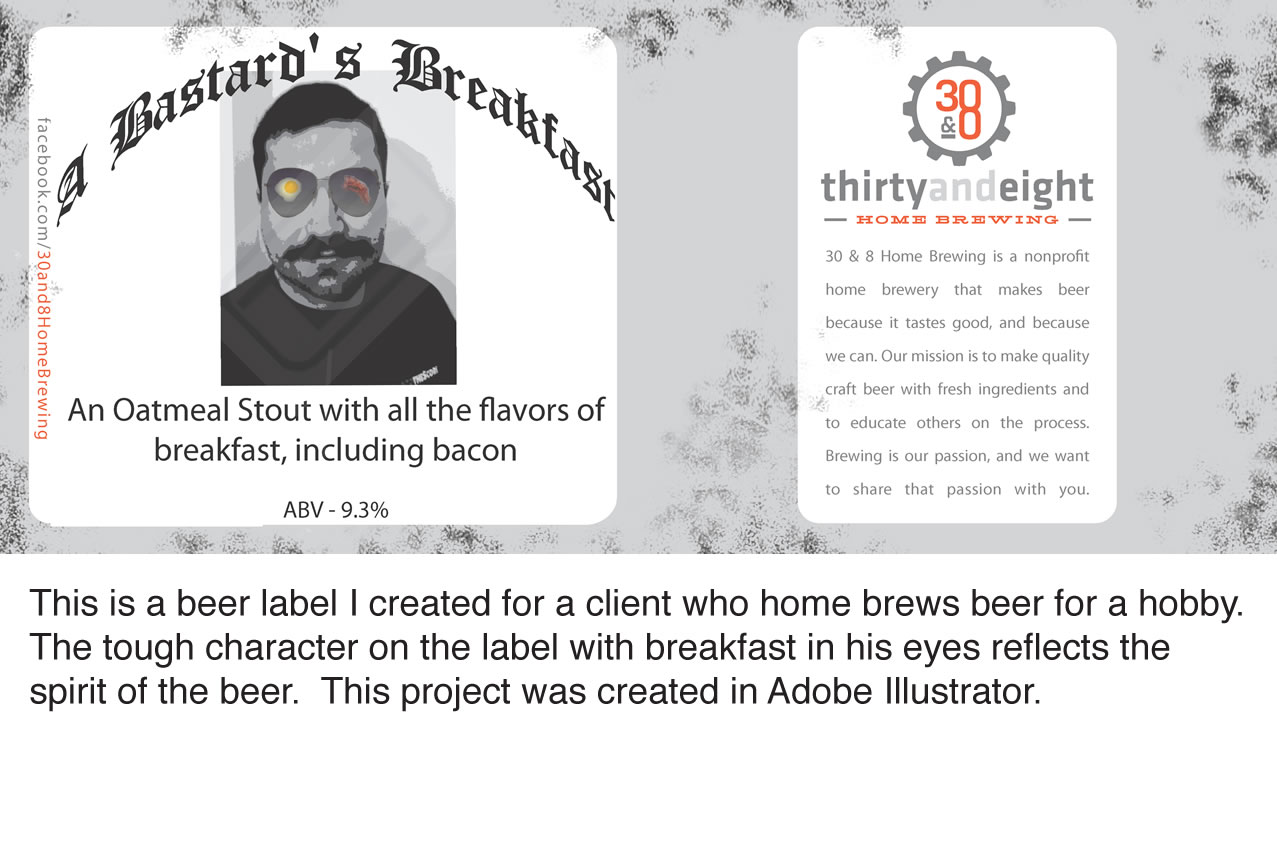 A Bastard's Breakfast
facebook.com/30and8HomeBrewing
An Oatmeal Stout with all the flavors of
breakfast, including bacon
ABV - 9.3%
30
&8
thirtyandeight
HOME BREWING
30 & 8 Home Brewing is a nonprofit
home brewery that makes beer
because it tastes good, and because
we can. Our mission is to make quality
craft beer with fresh ingredients and
to educate others on the process.
Brewing is our passion, and we want
to share that passion with you.
This is a beer label I created for a client who home brews beer for a hobby.
The tough character on the label with breakfast in his eyes reflects the
spirit of the beer.  This project was created in Adobe Illustrator.